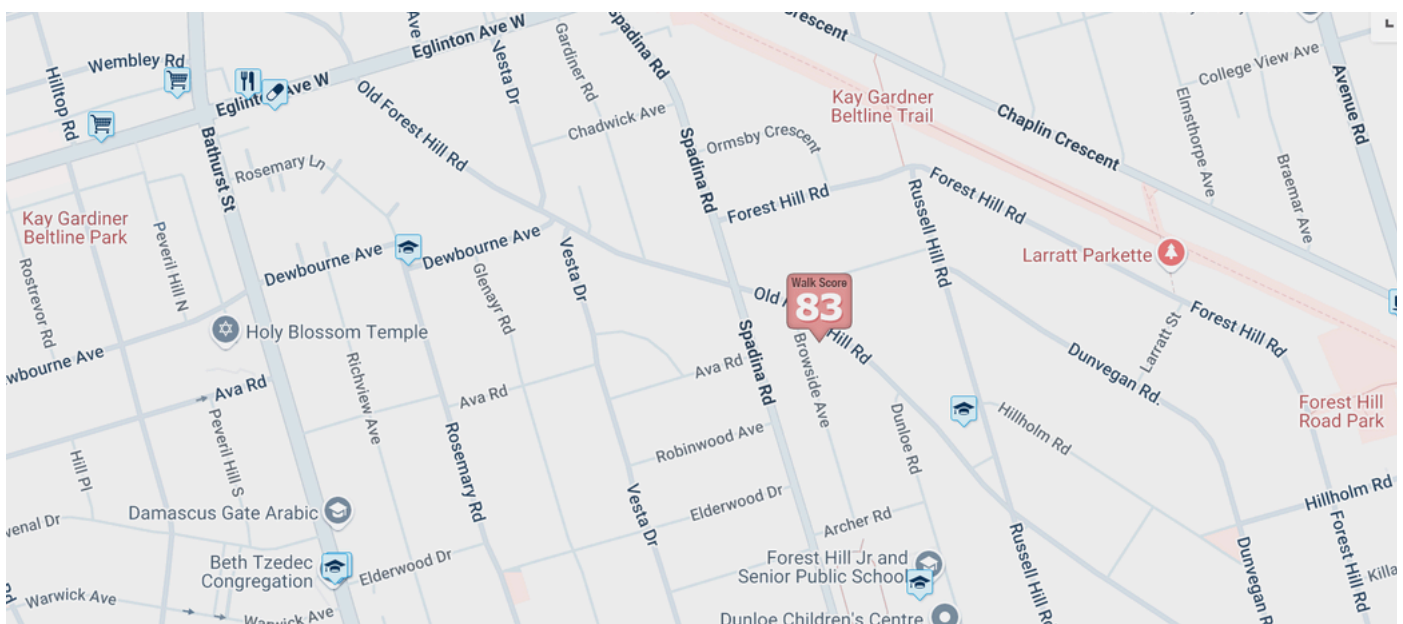 Ave
Eglinton Ave W
Spadina Rd
Crescent
Wembley Rd
Hilltop Rd
Gardiner Rd
Vesta Dr
College View Ave
Avenue Rd
Eglinton Ave W
Old Forest Hill Rd
Chadwick Ave
Kay Gardner
Beltline Trail
Chaplin Crescent
Elmsthorpe Ave
Bathurst St
Rosemary Ln
Spadina Rd
Ormsby Crescent
Braemar Ave
Forest Hill Rd
Russell Hill Rd
Forest Hill Rd
Kay Gardiner
Beltline Park
Peveril Hill N
Dewbourne Ave
Dewbourne Ave
Vesta Dr
Larratt Parkette
Rostrevor Rd
Glenayr Rd
Old
Hill Rd
Walk Score
83
Forest Hill Rd
Holy Blossom Temple
Larratt St
wbourne Ave
Richview Ave
Spadina Rd
Browside Ave
Dunvegan Rd.
Ava Rd
Ava Rd
Ava Rd
Peveril Hill S
Dunloe Rd
Hillholm Rd
Forest Hill
Road Park
Hill Pl
Rosemary Rd
Robinwood Ave
Hillholm Rd
Damascus Gate Arabic
Vesta Dr
Elderwood Dr
Archer Rd
venal Dr
Russell Hill Rd
Forest Hill Rd
Beth Tzedec
Congregation
Elderwood Dr
Forest Hill Jr and
Senior Public School
Dunvegan R
Killa
Rd
Warwick Ave
Warwick Ave
Dunloe Children's Centre